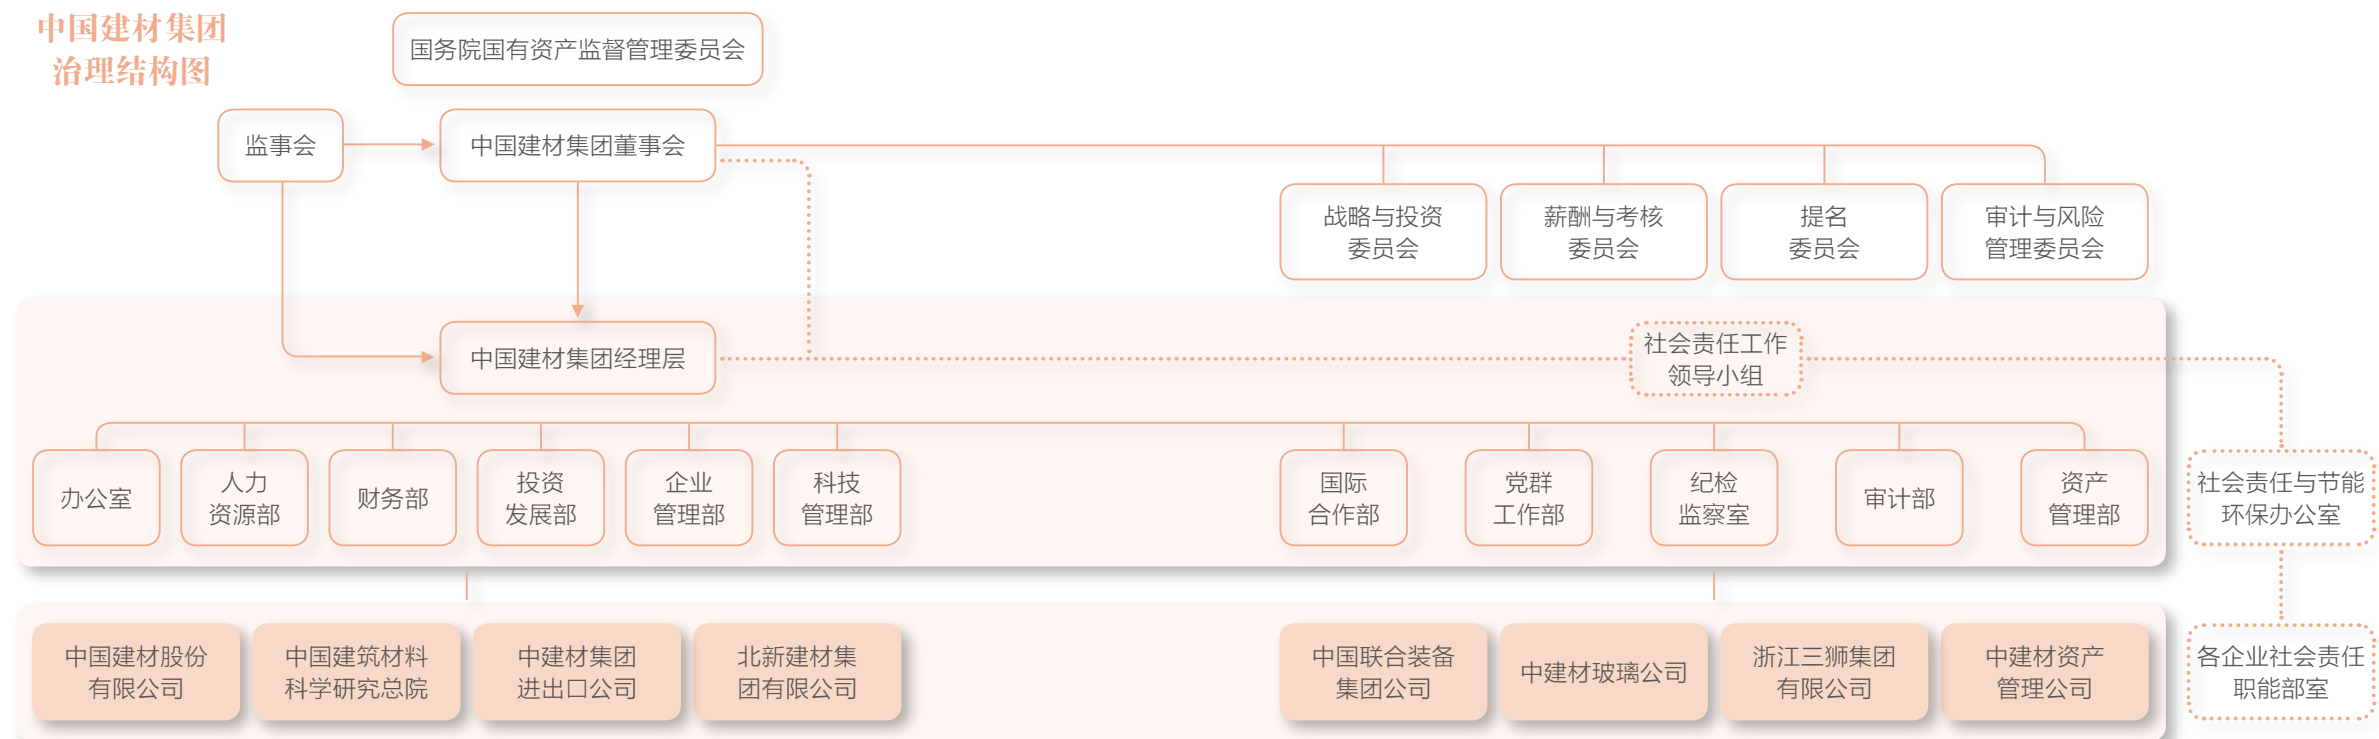 中国建材集团
治理结构图
国务院国有资产监督管理委员会
监事会
中国建材集团董事会
战略与投资
委员会
薪酬与考核
委员会
提名
委员会
审计与风险
管理委员会
中国建材集团经理层
社会责任工作
领导小组
办公室
人力
资源部
财务部
投资
发展部
企业
管理部
科技
管理部
国际
合作部
党群
工作部
纪检
监察室
审计部
资产
管理部
社会责任与节能
环保办公室
中国建材股份
有限公司
中国建筑材料
科学研究总院
中建材集团
进出口公司
北新建材集
团有限公司
中国联合装备
集团公司
中建材玻璃公司
浙江三狮集团
有限公司
中建材资产
管理公司
各企业社会责任
职能部室